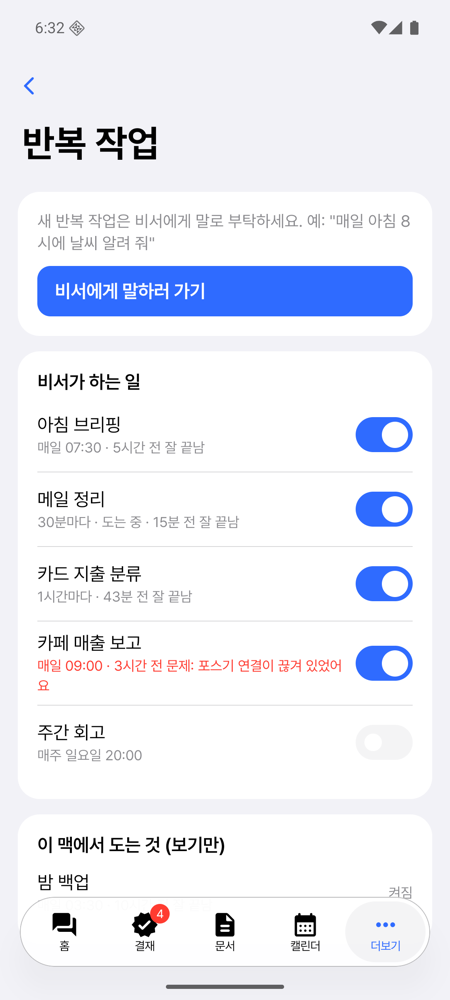 6:32
반복 작업
새 반복 작업은 비서에게 말로 부탁하세요. 예: "매일 아침 8
시에 날씨 알려 줘"
비서에게 말하러 가기
비서가 하는 일
아침 브리핑
매일 07:30 · 5시간 전 잘 끝남
메일 정리
30분마다 · 도는 중 · 15분 전 잘 끝남
카드 지출 분류
1시간마다 · 43분 전 잘 끝남
카페 매출 보고
매일 09:00 · 3시간 전 문제: 포스기 연결이 끊겨 있었어
요
주간 회고
매주 일요일 20:00
이 맥에서 도는 것 (보기만)
밤 백업
켜짐
4
홈
결재
문서
캘린더
더보기